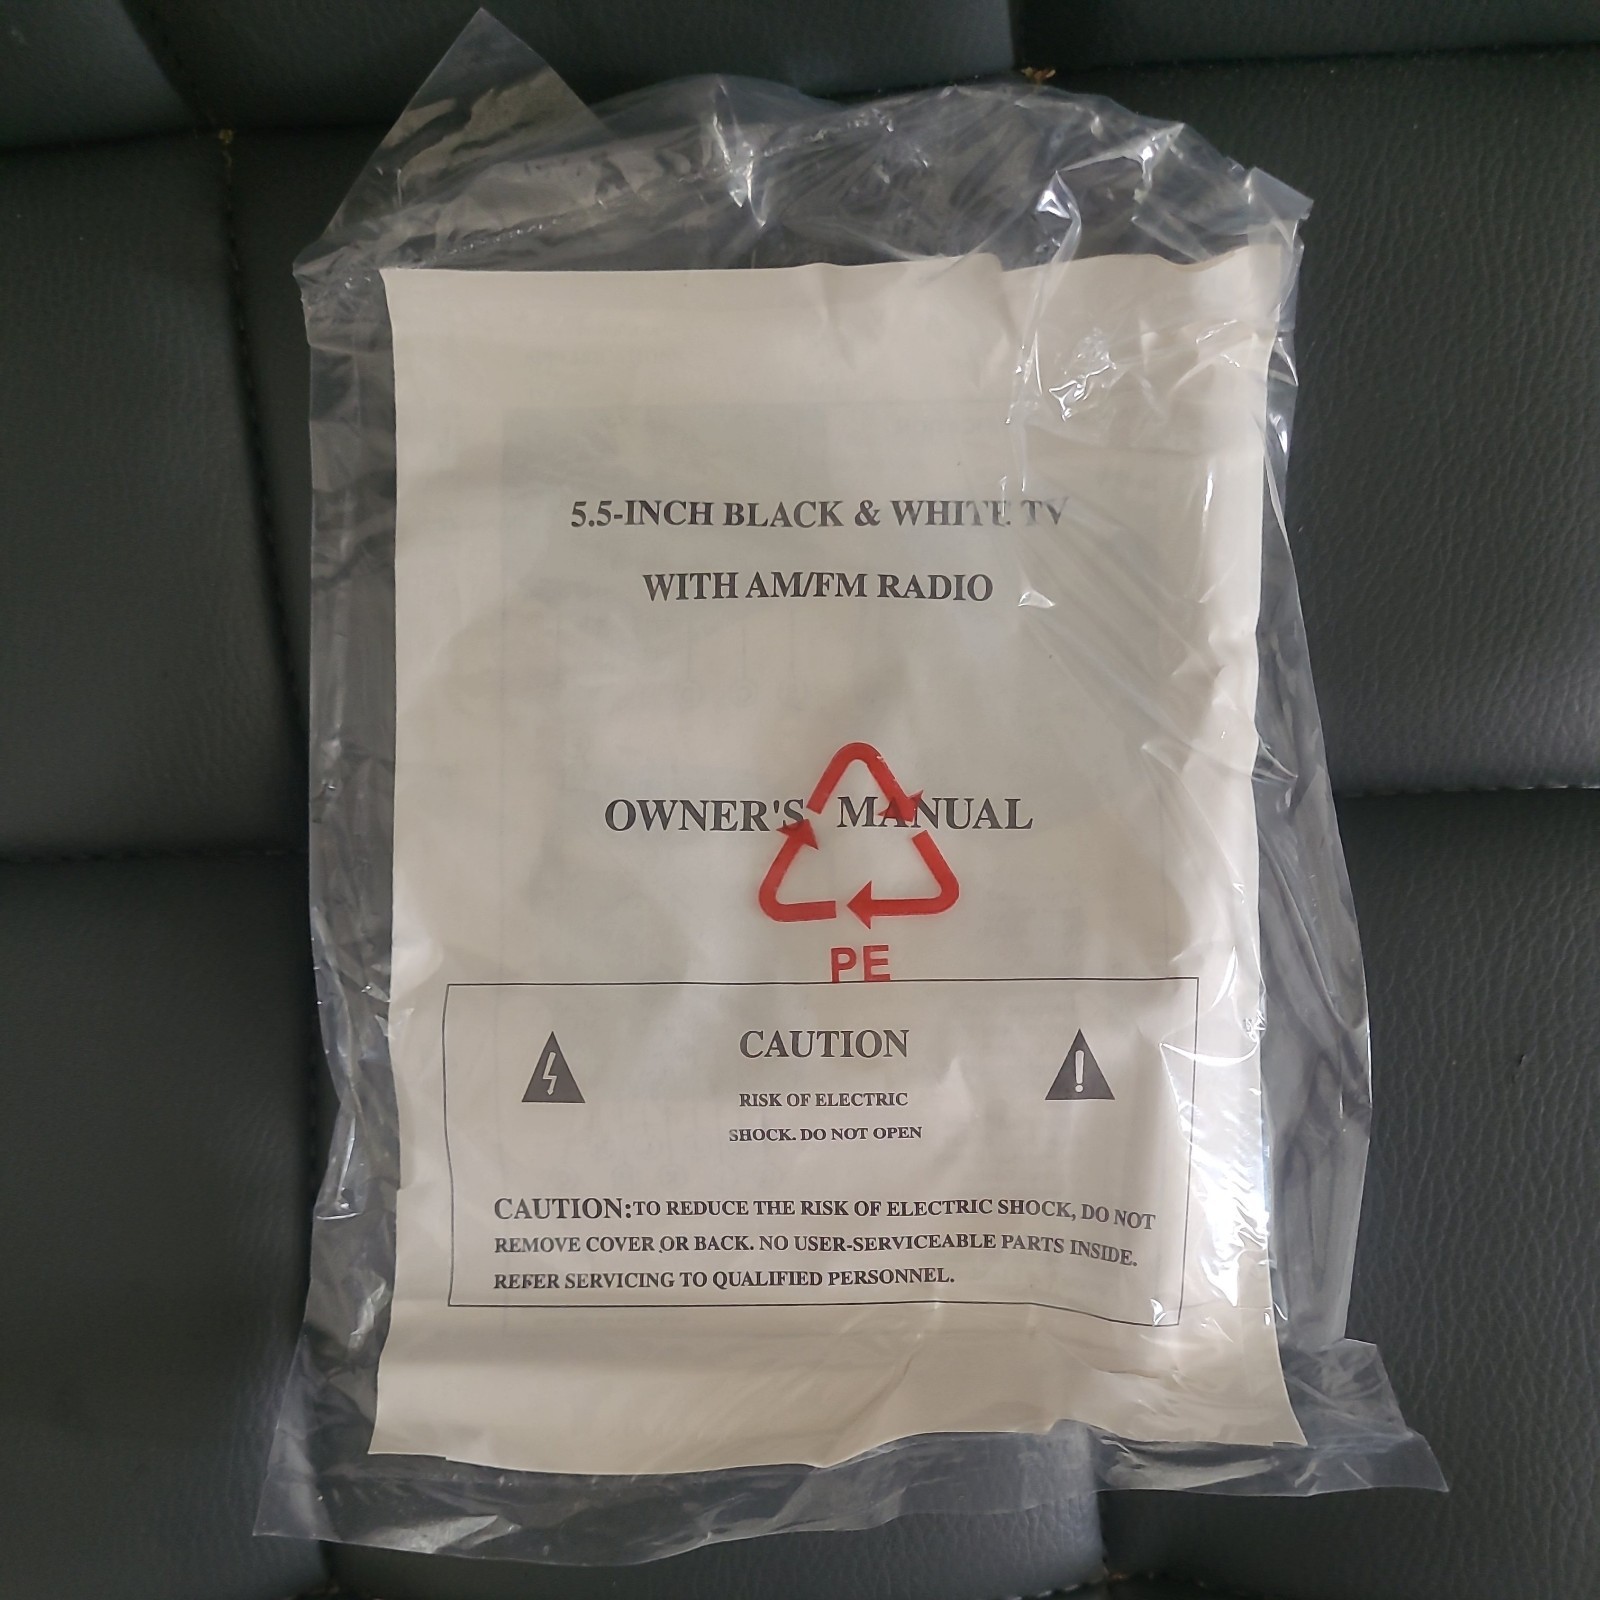 5.5-INCH BLACK & WHITE TV
WITH AM/FM RADIO
OWNER'S MANUAL
PE
CAUTION
RISK OF ELECTRIC
SHOCK. DO NOT OPEN
CAUTION:TO REDUCE THE RISK OF ELECTRIC SHOCK, DO NOT
REMOVE COVER OR BACK. NO USER-SERVICEABLE PARTS INSIDE.
REFER SERVICING TO QUALIFIED PERSONNEL.